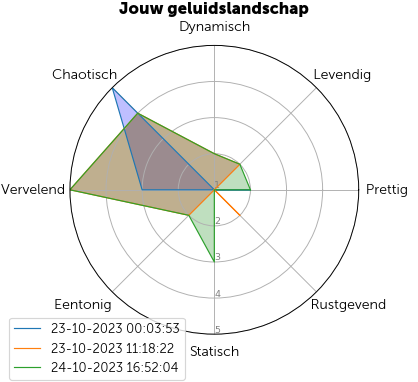 Jouw geluidslandschap
Dynamisch
Chaotisch
Levendig
Vervelend
Prettig
1
2
3
4
5
Eentonig
Rustgevend
Statisch
23-10-2023 00:03:53
23-10-2023 11:18:22
24-10-2023 16:52:04